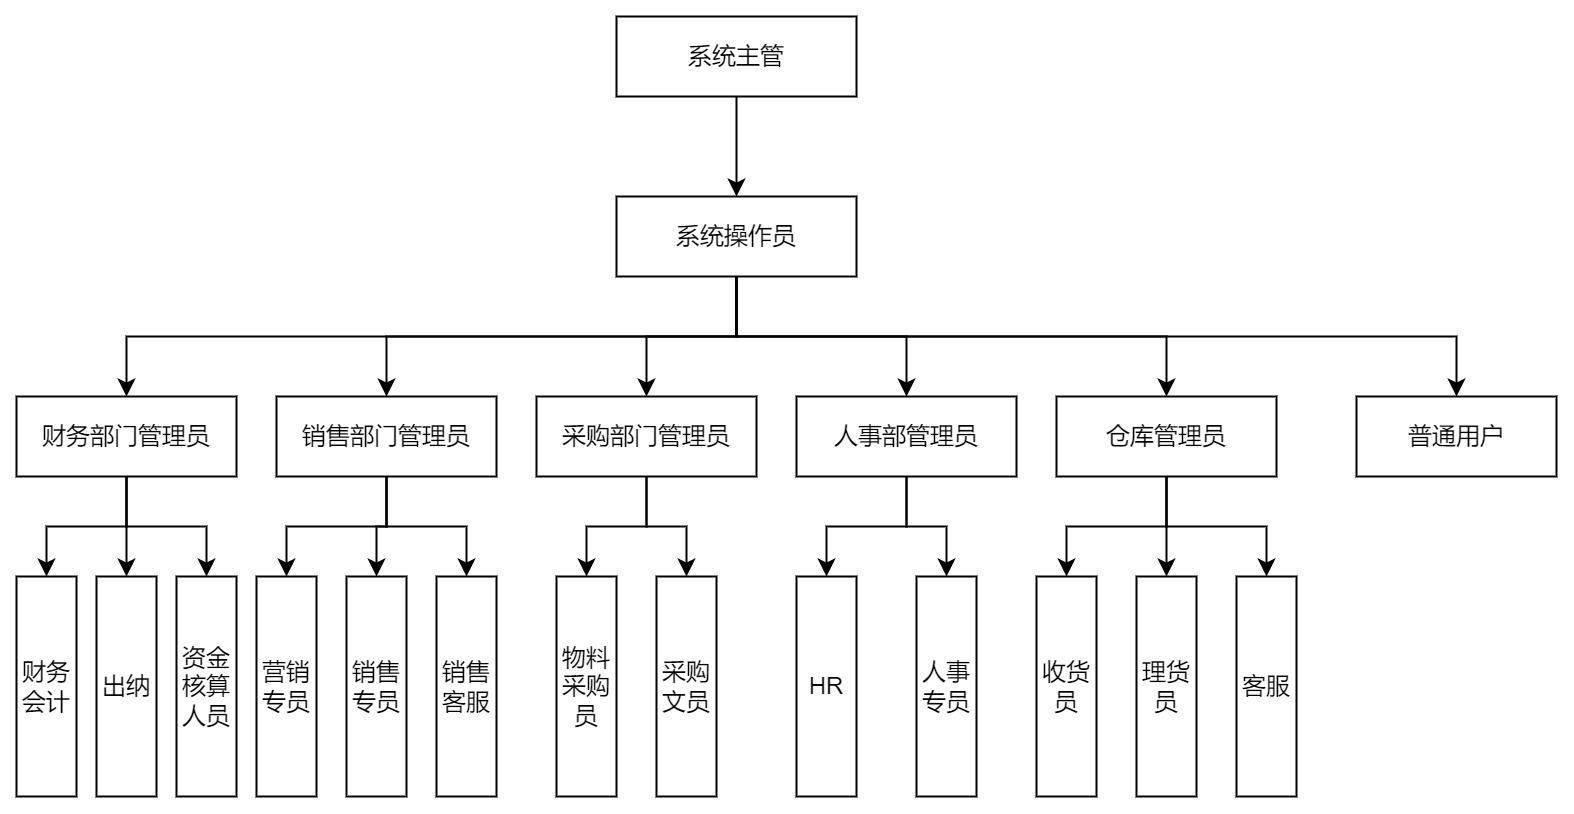 系统主管
系统操作员
财务部门管理员
销售部门管理员
采购部门管理员
人事部管理员
仓库管理员
普通用户
财务
会计
出纳
资金
核算
人员
营销
专员
销售
专员
销售
客服
物料
采购
员
采购
文员
HR
人事
专员
收货
员
理货
员
客服